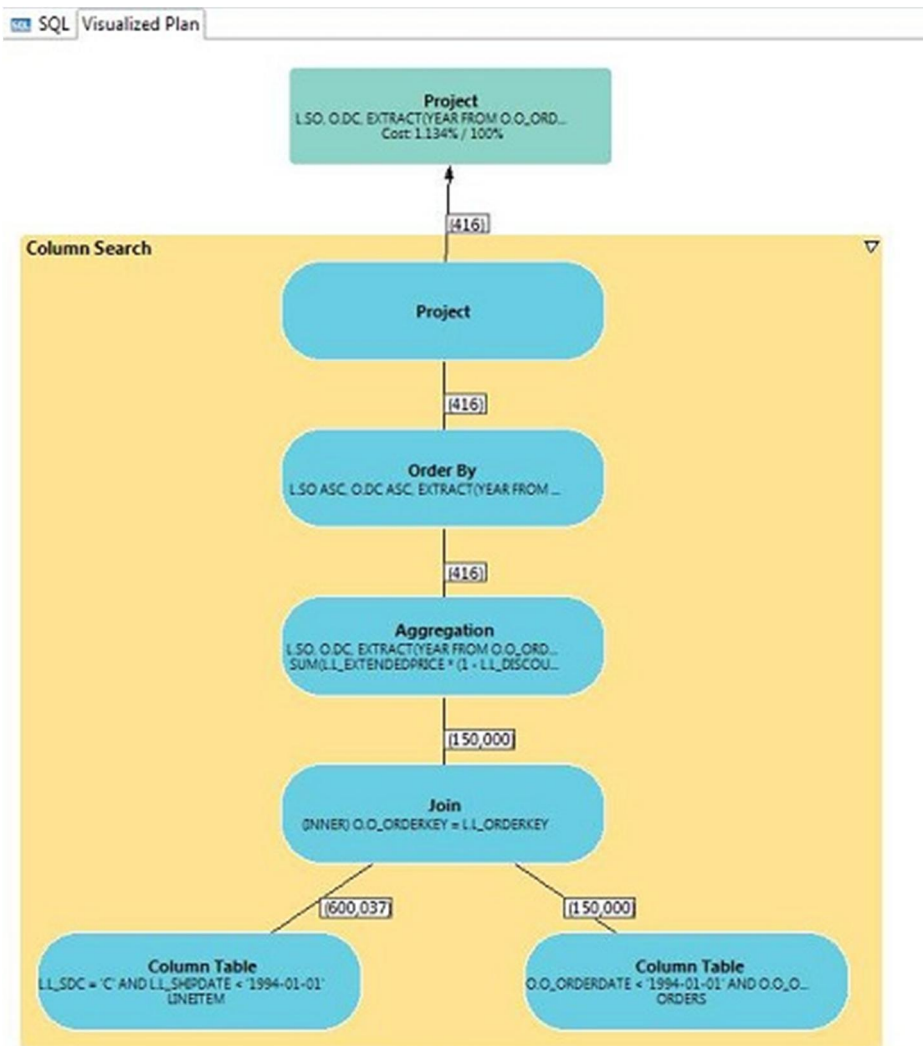 SQL SQL Visualized Plan
Project
L.SO, O.DC, EXTRACT(YEAR FROM O.O_ORD...
Cost: 1.134% / 100%
(416)
Column Search
Project
(416)
Order By
L.SO ASC, O.DC ASC, EXTRACT(YEAR FROM ...
(416)
Aggregation
L.SO, O.DC, EXTRACT(YEAR FROM O.O_ORD...
SUM(L.L_EXTENDEDPRICE * (1 - L.L_DISCOU...
(150,000)
Join
(INNER) O.O_ORDERKEY = L.L_ORDERKEY
(600,037)
(150,000)
Column Table
L.L_SDC = 'C' AND L.L_SHIPDATE < '1994-01-01'
LINEITEM
Column Table
O.O_ORDERDATE < '1994-01-01' AND O.O_O...
ORDERS